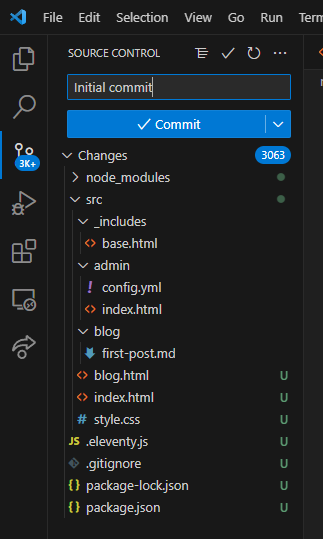 File Edit Selection View Go Run Terminal
SOURCE CONTROL
Initial commit
Commit
3K+
Changes 3063
node_modules
src
_includes
<> base.html
admin
! config.yml
<> index.html
blog
first-post.md
<> blog.html U
<> index.html U
# style.css U
JS .eleventy.js U
.gitignore U
{} package-lock.json U
{} package.json U